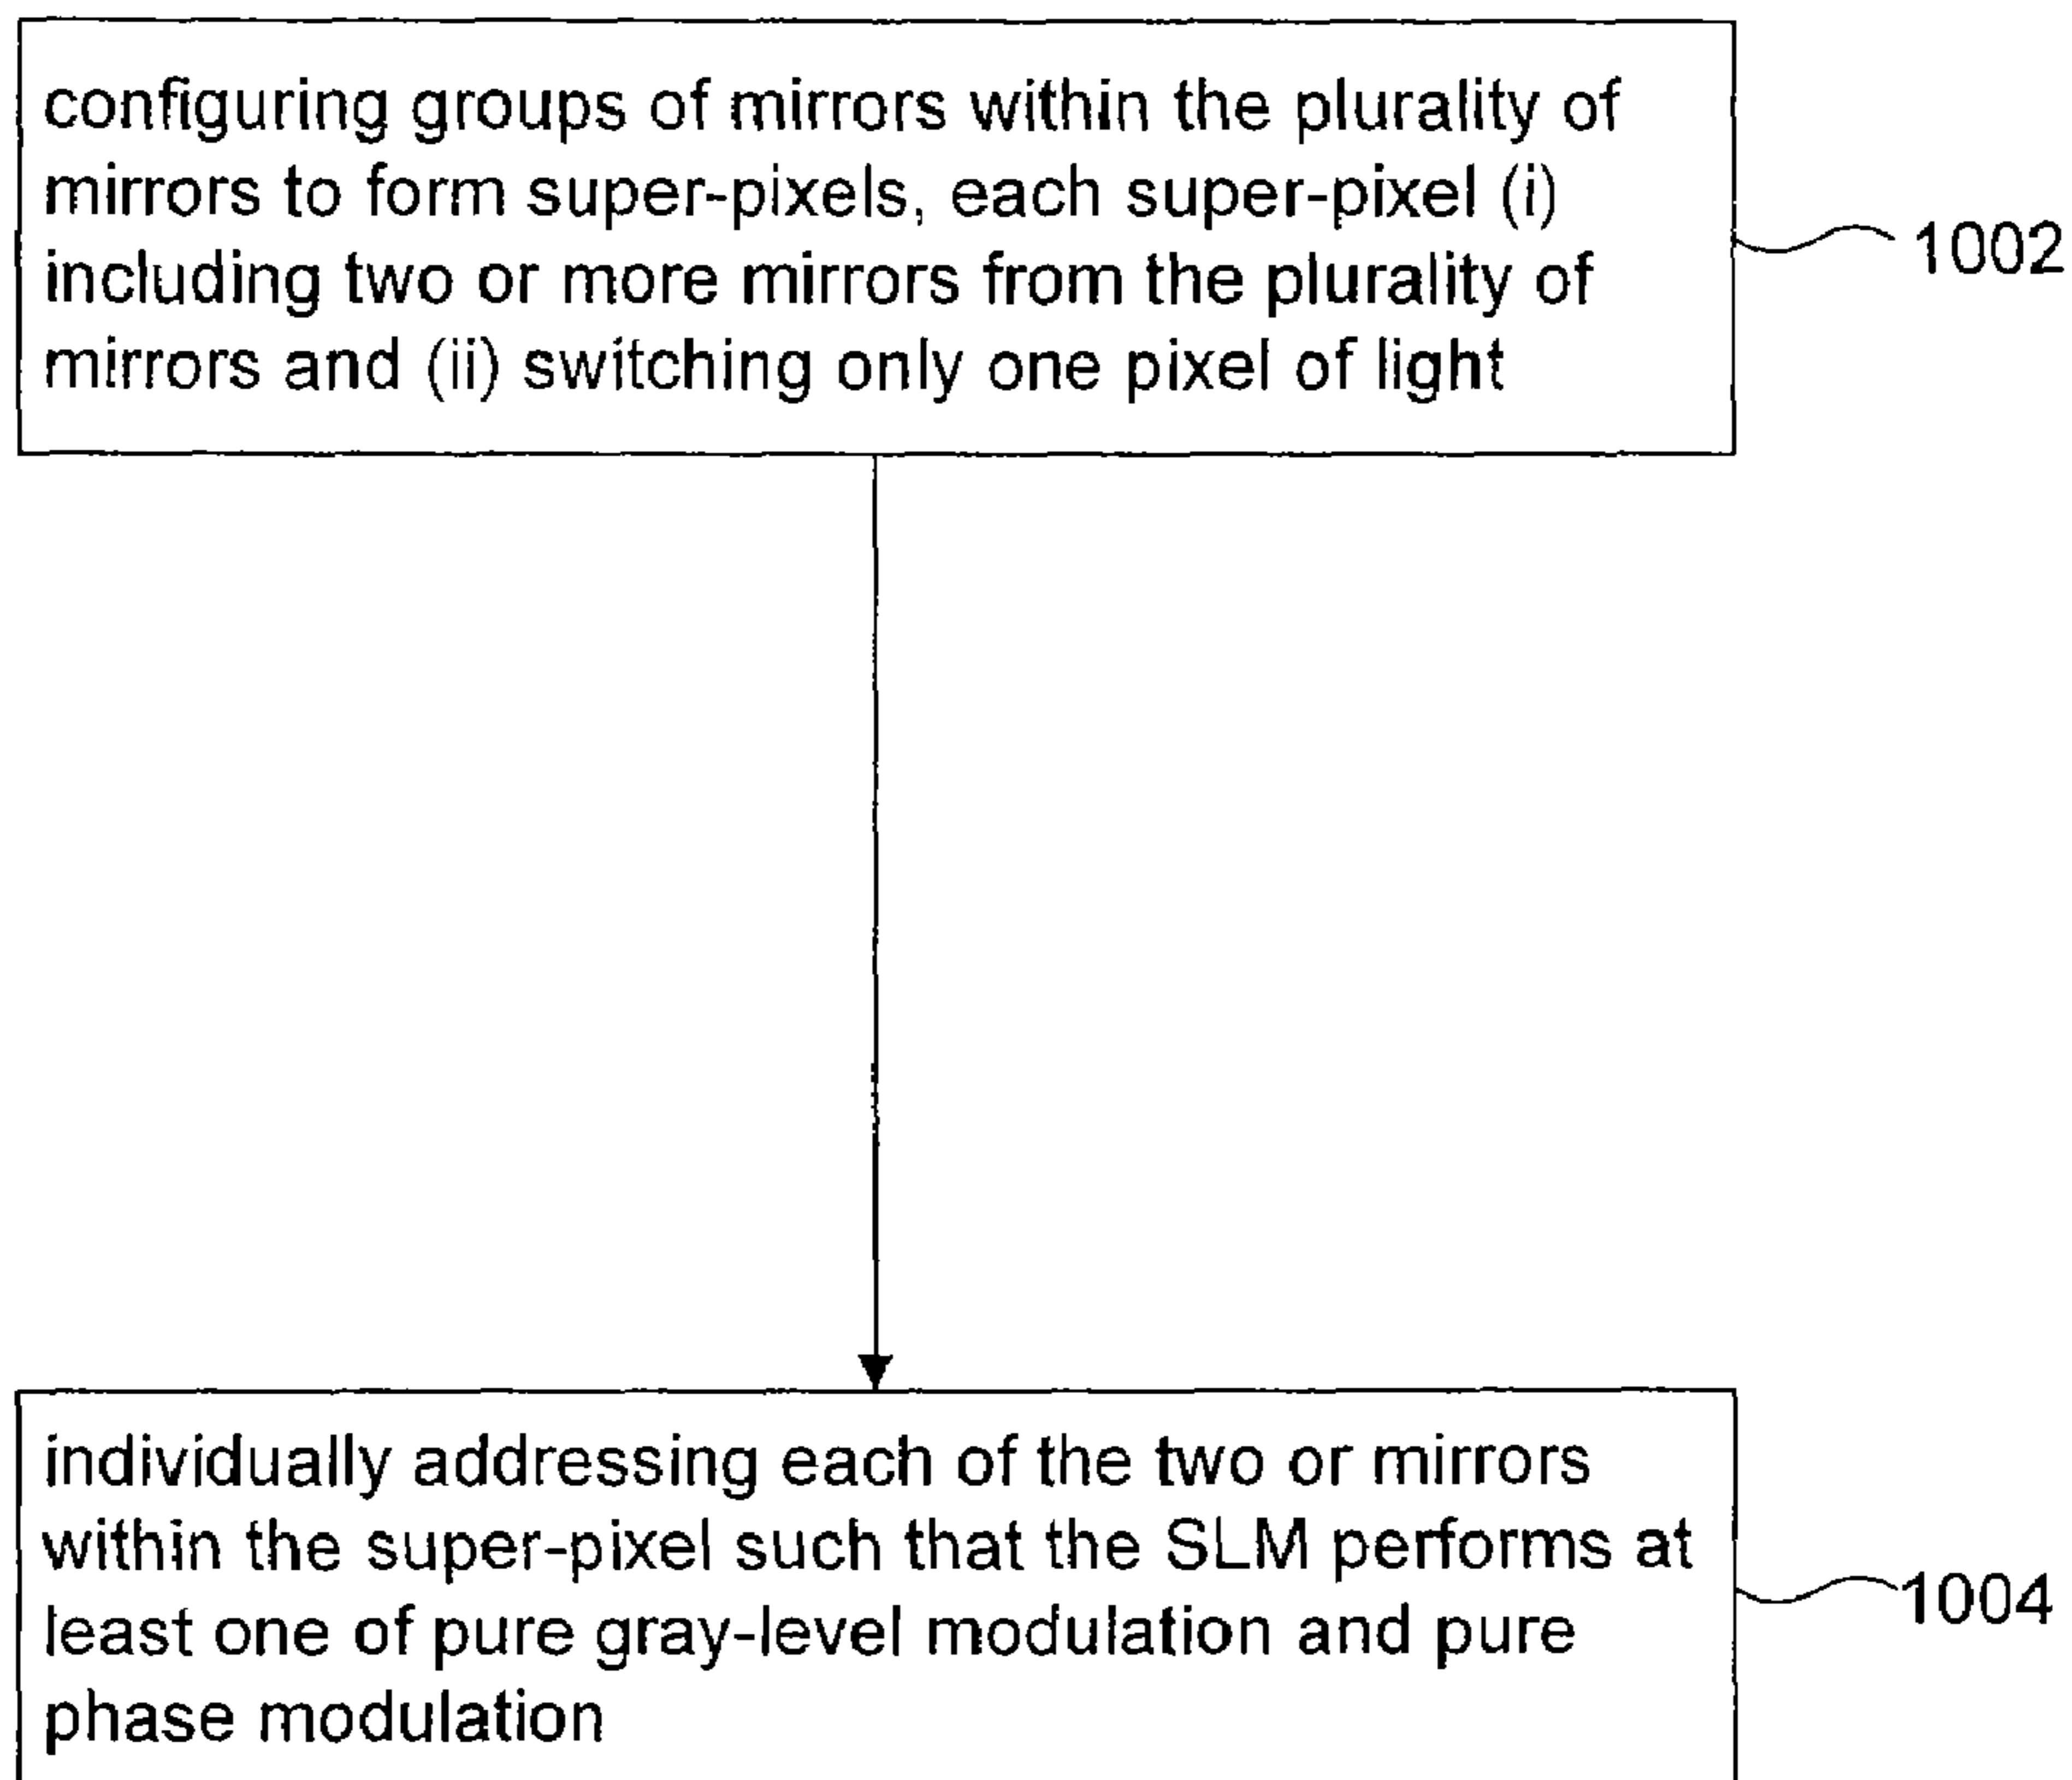 configuring groups of mirrors within the plurality of
mirrors to form super-pixels, each super-pixel (i)
including two or more mirrors from the plurality of
mirrors and (ii) switching only one pixel of light
1002
individually addressing each of the two or mirrors
within the super-pixel such that the SLM performs at
least one of pure gray-level modulation and pure
phase modulation
1004